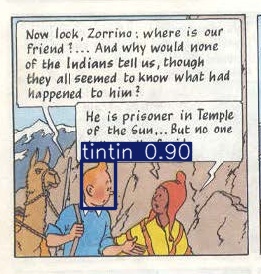 Now look, Zorrino: where is our
friend?... And why would none
of the Indians tell us, though
they all seemed to know what had
happened to him?
He is prisoner in Temple
of the Sun... But no one
tintin 0.90